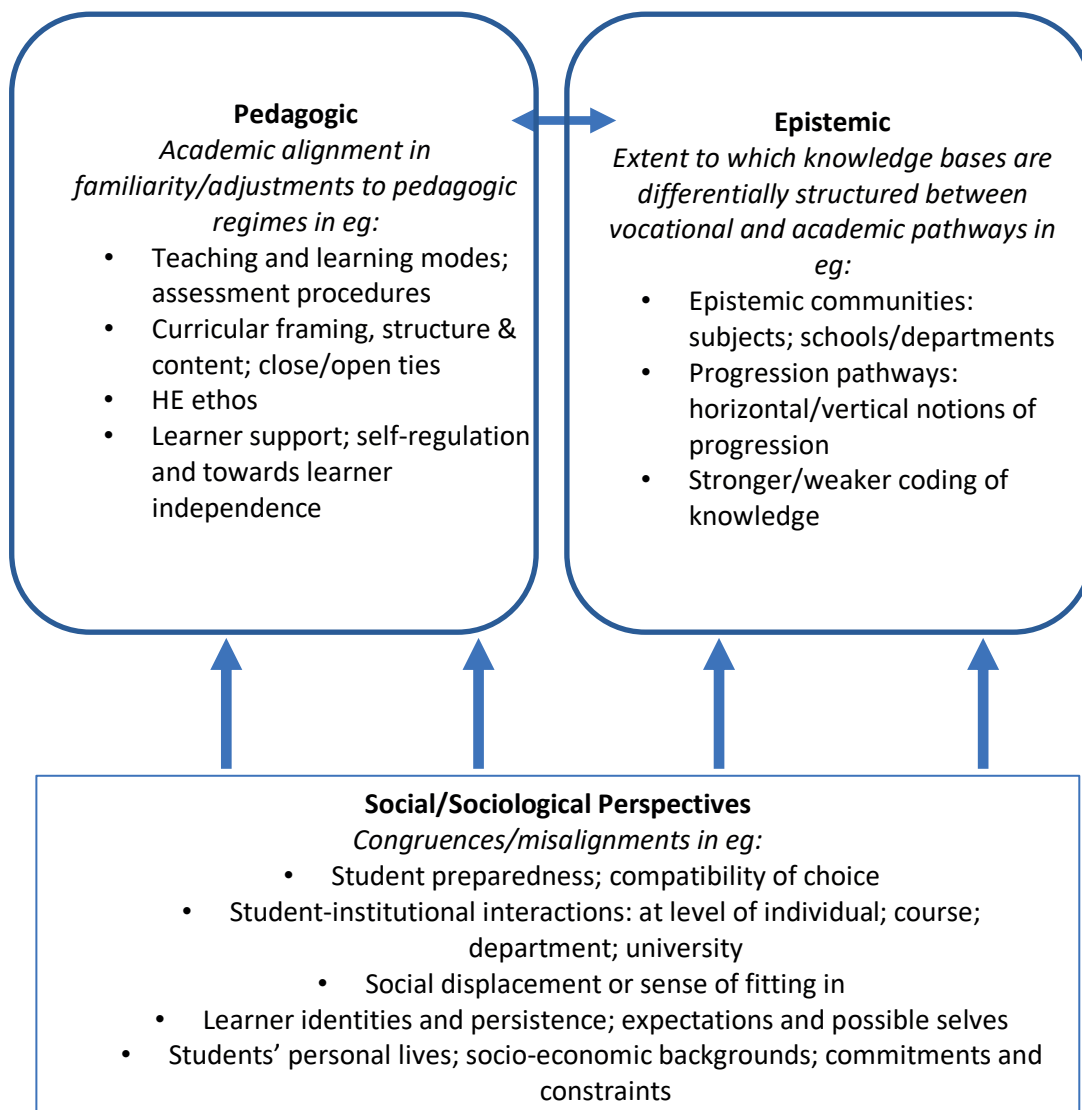 Pedagogic
Academic alignment in
familiarity/adjustments to pedagogic
regimes in eg:
• Teaching and learning modes;
assessment procedures
• Curricular framing, structure &
content; close/open ties
• HE ethos
• Learner support; self-regulation
and towards learner
independence
Epistemic
Extent to which knowledge bases are
differentially structured between
vocational and academic pathways in
eg:
• Epistemic communities:
subjects; schools/departments
• Progression pathways:
horizontal/vertical notions of
progression
• Stronger/weaker coding of
knowledge
Social/Sociological Perspectives
Congruences/misalignments in eg:
• Student preparedness; compatibility of choice
• Student-institutional interactions: at level of individual; course;
department; university
• Social displacement or sense of fitting in
• Learner identities and persistence; expectations and possible selves
• Students’ personal lives; socio-economic backgrounds; commitments and
constraints